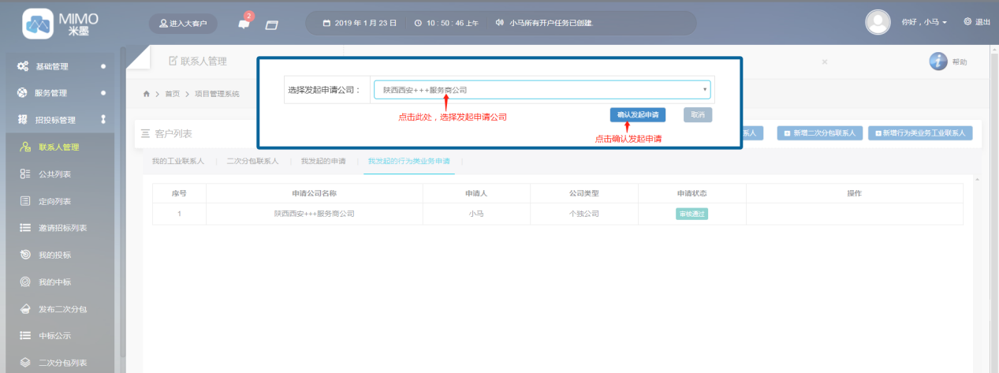 MIMO
米墨
进入大客户
2
2019 年 1 月 23 日
10 : 50 : 46 上午
小马所有开户任务已创建
你好 , 小马
退出
基础管理
服务管理
招投标管理
联系人管理
公共列表
定向列表
邀请招标列表
我的投标
我的中标
发布二次分包
中标公示
二次分包列表
联系人管理
×
帮助
首页 > 项目管理系统
选择发起申请公司：
陕西西安+++服务商公司
点击此处 , 选择发起申请公司
确认发起申请
取消
点击确认发起申请
客户列表
系人
新增二次分包联系人
新增行为类业务工业联系人
我的工业联系人
二次分包联系人
我发起的申请
我发起的行为类业务申请
序号 申请公司名称 申请人 公司类型 申请状态 操作
1 陕西西安+++服务商公司 小马 个独公司 审核通过